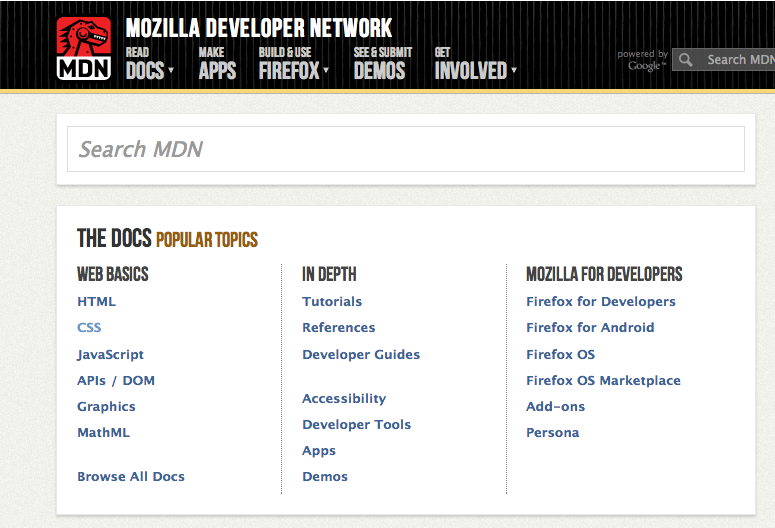 MOZILLA DEVELOPER NETWORK
MDN
READ
DOCS
MAKE
APPS
BUILD & USE
FIREFOX
SEE & SUBMIT
DEMOS
GET
INVOLVED
powered by
Google™
Search MDN
Search MDN
THE DOCS POPULAR TOPICS
WEB BASICS
HTML
CSS
JavaScript
APIs / DOM
Graphics
MathML
Browse All Docs
IN DEPTH
Tutorials
References
Developer Guides
Accessibility
Developer Tools
Apps
Demos
MOZILLA FOR DEVELOPERS
Firefox for Developers
Firefox for Android
Firefox OS
Firefox OS Marketplace
Add-ons
Persona